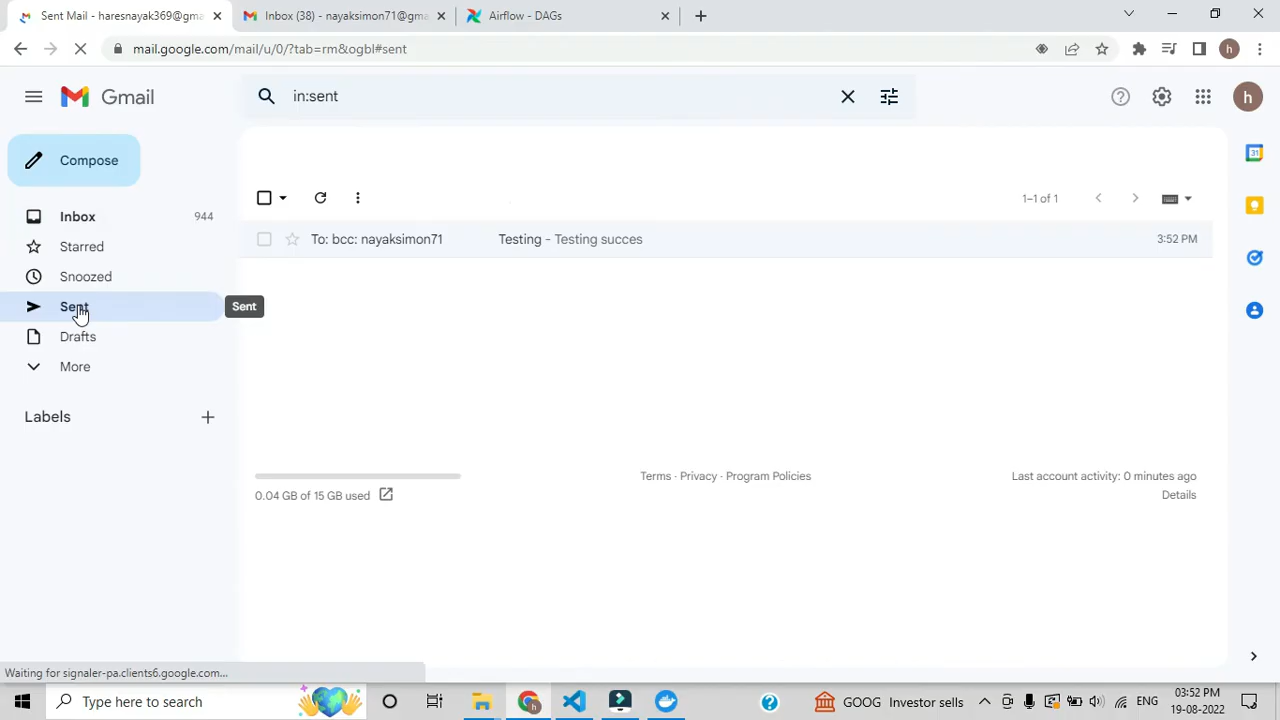 Sent Mail - haresnayak369@gma
Inbox (38) - nayaksimon71@gma
Airflow - DAGs
mail.google.com/mail/u/0/?tab=rm&ogbl#sent
h
Gmail
in:sent
h
Compose
31
1–1 of 1
Inbox 944
To: bcc: nayaksimon71 Testing - Testing succes 3:52 PM
Starred
Snoozed
Sent
Sent
Drafts
More
Labels
Terms · Privacy · Program Policies
Last account activity: 0 minutes ago
0.04 GB of 15 GB used
Details
Waiting for signaler-pa.clients6.google.com...
Type here to search
GOOG Investor sells
ENG
03:52 PM
19-08-2022